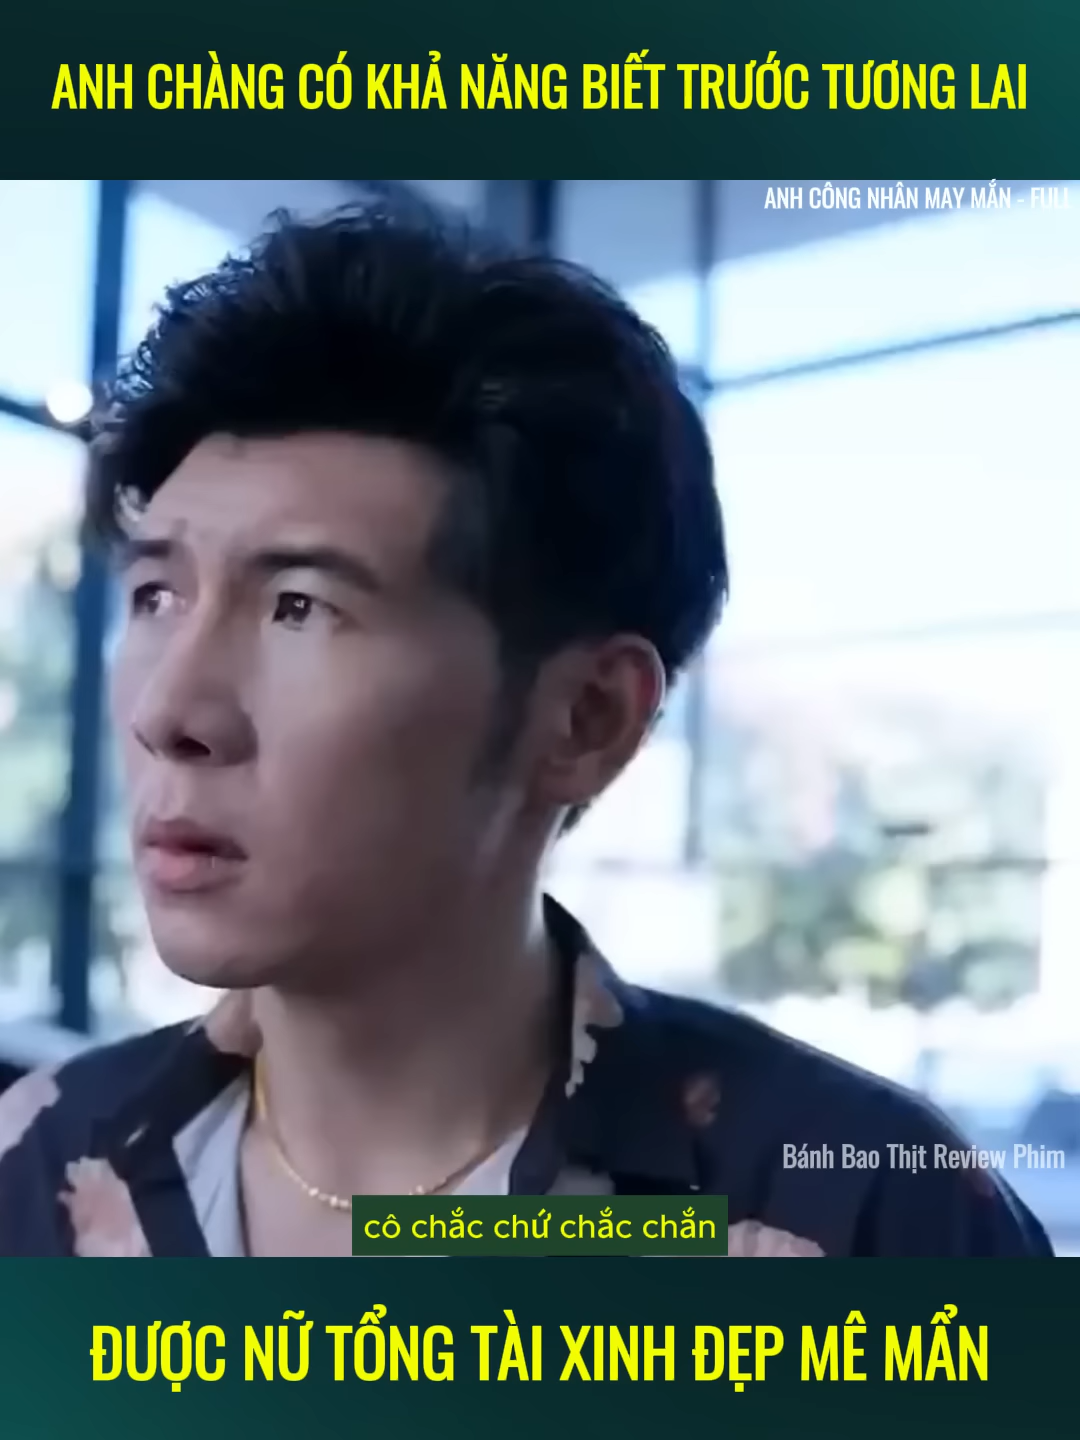 ANH CHÀNG CÓ KHẢ NĂNG BIẾT TRƯỚC TƯƠNG LAI
ANH CÔNG NHÂN MAY MẮN - FULL
Bánh Bao Thịt Review Phim
cô chắc chứ chắc chắn
ĐƯỢC NỮ TỔNG TÀI XINH ĐẸP MÊ MẨN